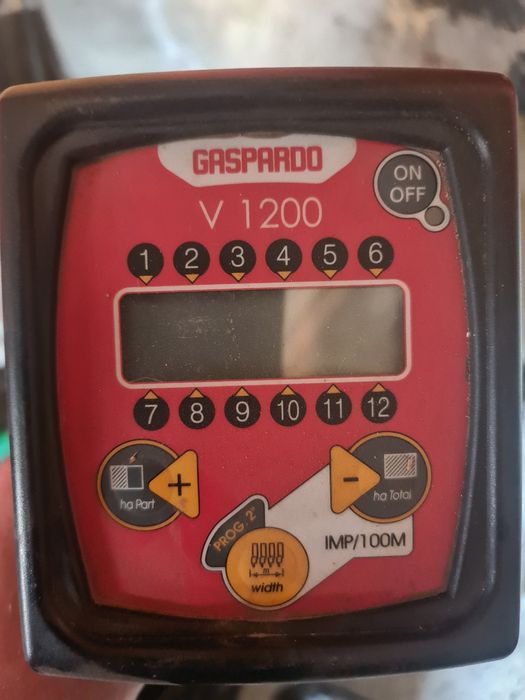 GASPARDO
ON
OFF
V 1200
1 2 3 4 5 6
7 8 9 10 11 12
+
-
ha Part
ha Total
PROG. 2"
IMP/100M
m
width